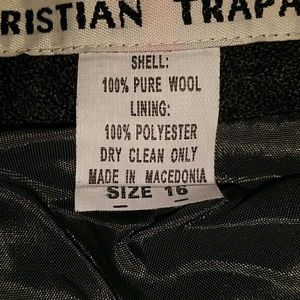 RISTIAN TRAPA
SHELL:
100% PURE WOOL
LINING:
100% POLYESTER
DRY CLEAN ONLY
MADE IN MACEDONIA
SIZE 16